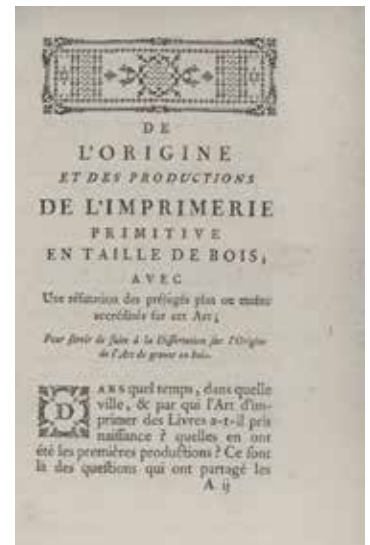 DE
L'ORIGINE
ET DES PRODUCTIONS
DE L'IMPRIMERIE
PRIMITIVE
EN TAILLE DE BOIS;
AVEC
Une réfutation des préjugés plus ou moins
accrédités sur cet Art;
Pour servir de suite à la Dissertation sur l'Origine
de l'Art de graver en bois.
DANS quel temps, dans quelle
ville, & par qui l'Art d'im-
primer des Livres a-t-il pris
naissance ? quelles en ont
été les premières productions ? Ce sont
là des questions qui ont partagé les
A ij